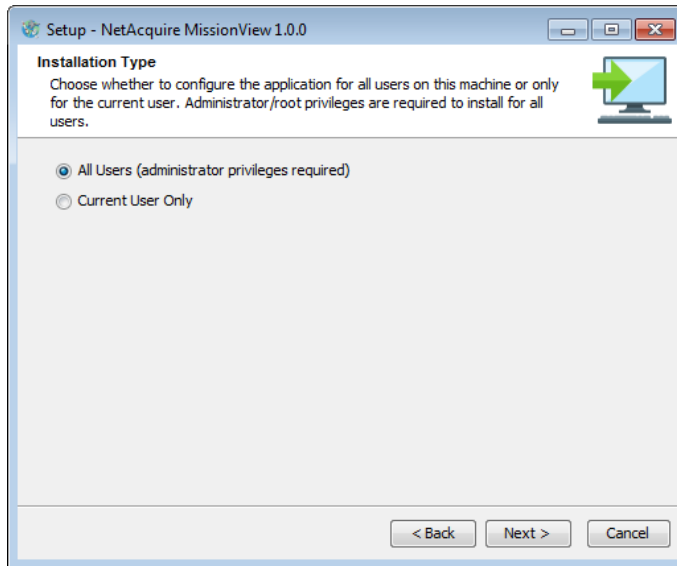 Setup - NetAcquire MissionView 1.0.0
Installation Type
Choose whether to configure the application for all users on this machine or only
for the current user. Administrator/root privileges are required to install for all
users.
All Users (administrator privileges required)
Current User Only
< Back
Next >
Cancel